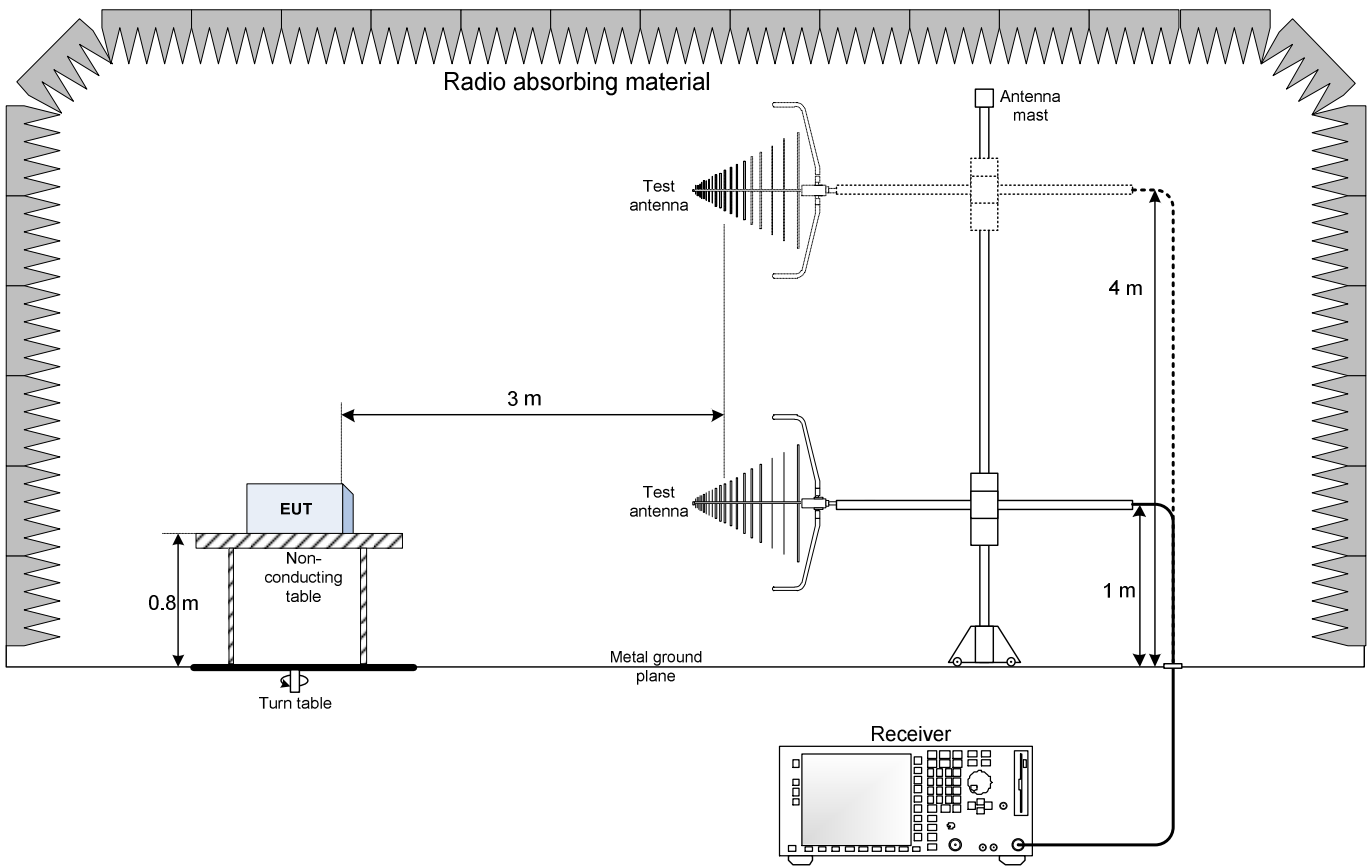 Radio absorbing material
Antenna
mast
Test
antenna
4 m
3 m
Test
antenna
EUT
Non-
conducting
table
0.8 m
1 m
Metal ground
plane
Turn table
Receiver